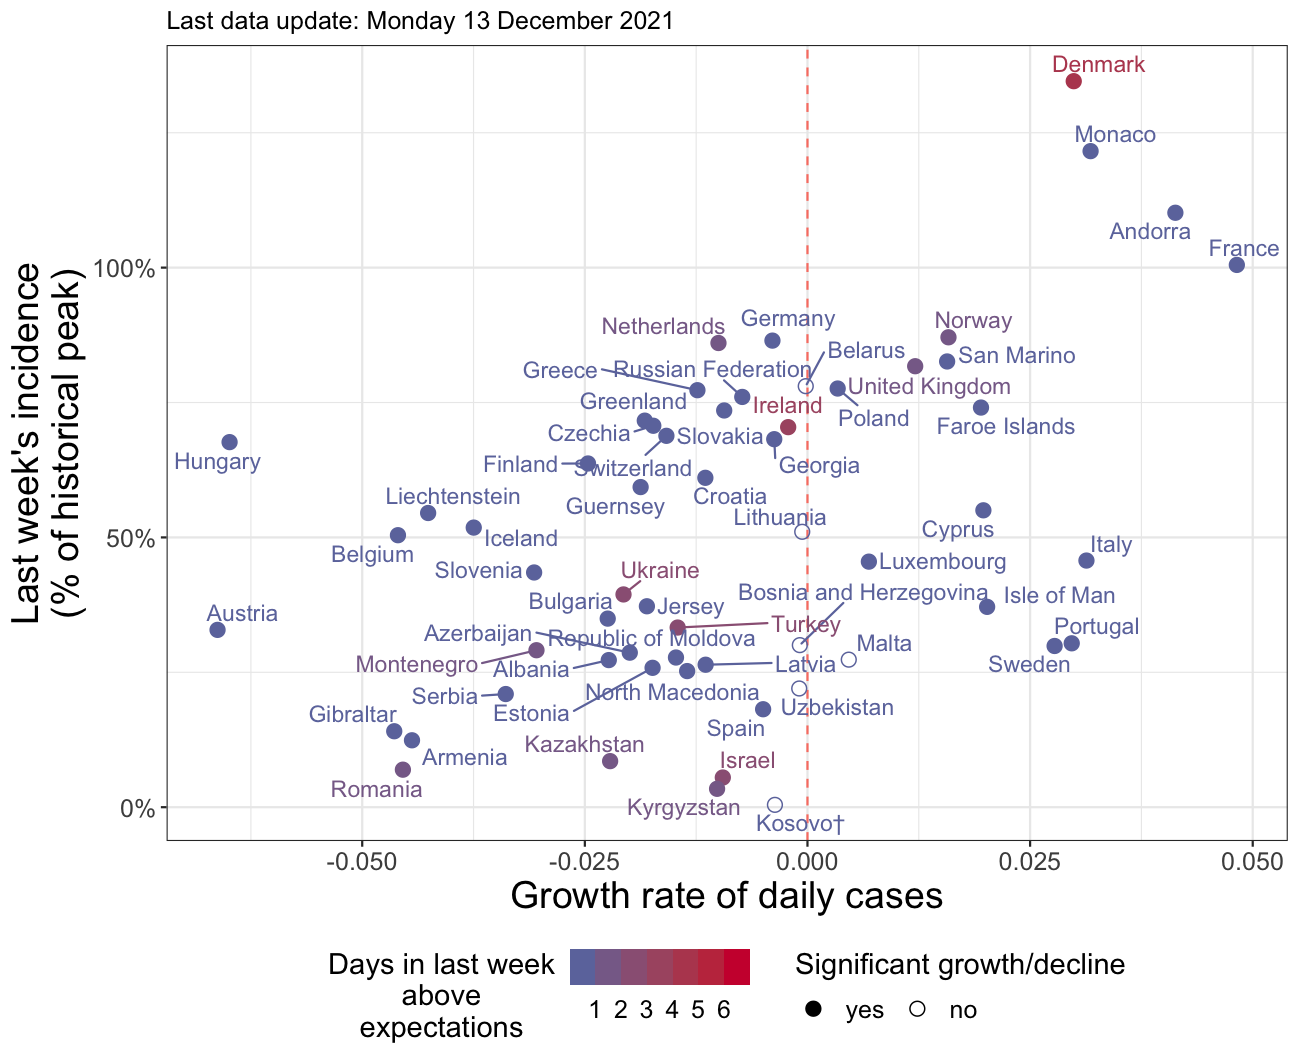 Last data update: Monday 13 December 2021
Last week's incidence
(% of historical peak)
100%
50%
0%
Denmark
Monaco
Andorra
France
Netherlands
Germany
Norway
Belarus
San Marino
Greece
Russian Federation
United Kingdom
Greenland
Ireland
Poland
Faroe Islands
Czechia
Slovakia
Hungary
Finland
Switzerland
Georgia
Liechtenstein
Guernsey
Croatia
Lithuania
Cyprus
Iceland
Belgium
Italy
Slovenia
Ukraine
Luxembourg
Bulgaria
Jersey
Bosnia and Herzegovina
Isle of Man
Austria
Azerbaijan
Republic of Moldova
Turkey
Portugal
Malta
Montenegro
Albania
Latvia
Sweden
Serbia
North Macedonia
Estonia
Uzbekistan
Gibraltar
Spain
Armenia
Kazakhstan
Israel
Romania
Kyrgyzstan
Kosovo†
-0.050
-0.025
0.000
0.025
0.050
Growth rate of daily cases
Days in last week
above
expectations
1 2 3 4 5 6
Significant growth/decline
yes
no